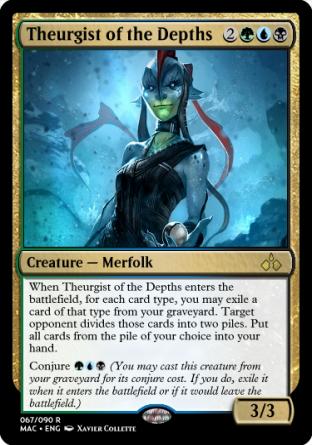 Theurgist of the Depths 2
Creature — Merfolk
When Theurgist of the Depths enters the
battlefield, for each card type, you may exile a
card of that type from your graveyard. Target
opponent divides those cards into two piles. Put
all cards from the pile of your choice into your
hand.
Conjure (You may cast this creature from
your graveyard for its conjure cost. If you do, exile it
when it enters the battlefield or if it would leave the
battlefield.)
3/3
067/090 R
MAC • ENG XAVIER COLLETTE